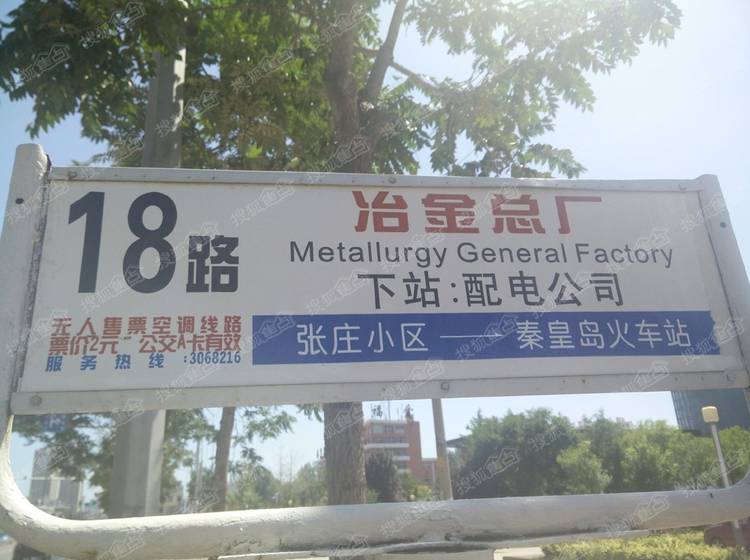 18路
冶金总厂
Metallurgy General Factory
下站:配电公司
无人售票空调线路
票价2元"公交A卡有效
服务热线:3068216
张庄小区 → 秦皇岛火车站